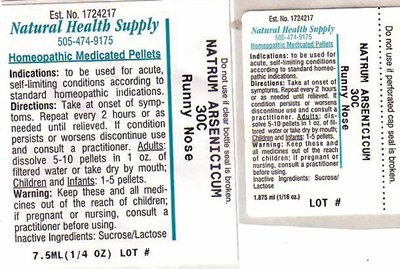 Est. No. 1724217
Natural Health Supply
505-474-9175
Homeopathic Medicated Pellets
Indications: to be used for acute,
self-limiting conditions according to
standard homeopathic indications.
Directions: Take at onset of symp-
toms. Repeat every 2 hours or as
needed until relieved. If condition
persists or worsens discontinue use
and consult a practitioner. Adults:
dissolve 5-10 pellets in 1 oz. of
filtered water or take dry by mouth;
Children and Infants: 1-5 pellets.
Warning: Keep these and all medi-
cines out of the reach of children;
if pregnant or nursing, consult a
practitioner before using.
Inactive Ingredients: Sucrose/Lactose
7.5ML(1/4 OZ) LOT #
Do not use if clear bottle seal is broken.
NATRUM ARSENICICUM
30C
Runny Nose
Est. No. 1724217
Natural Health Supply
505-474-9175
Homeopathic Medicated Pellets
Indications: to be used for
acute, self-limiting conditions
according to standard homeo-
pathic indications.
Directions: Take at onset of symptoms.
Repeat every 2 hours or as
needed until relieved. If
condition persists or worsens
discontinue use and consult
a practitioner. Adults: dis-
solve 5-10 pellets in 1 oz. of fil-
tered water or take dry by mouth;
Children and Infants: 1-5 pellets.
Warning: Keep these and all
medicines out of the reach of
children; if pregnant or nursing,
consult a practitioner before using.
Inactive Ingredients: Sucrose/
Lactose
1.875 ml (1/16 oz.)
LOT #
Do not use if perforated cap seal is broken.
NATRUM ARSENICICUM
30C
Runny Nose